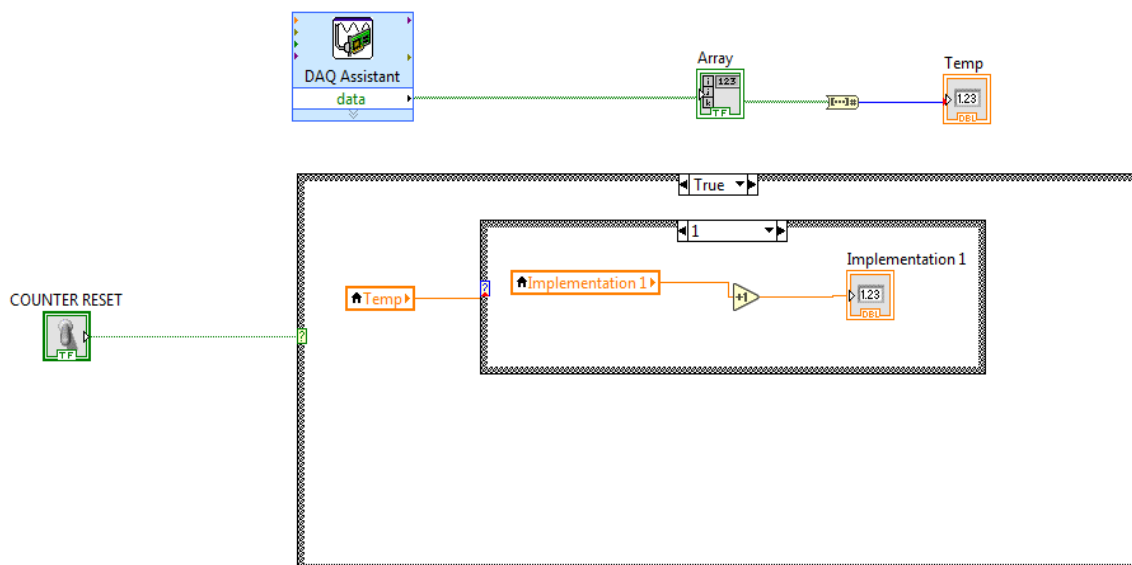 DAQ Assistant
data
Array
123
i
j
k
TF
[...]#
Temp
1.23
DBL
True
1
?
Temp
?
Implementation 1
+1
Implementation 1
1.23
DBL
COUNTER RESET
TF
?